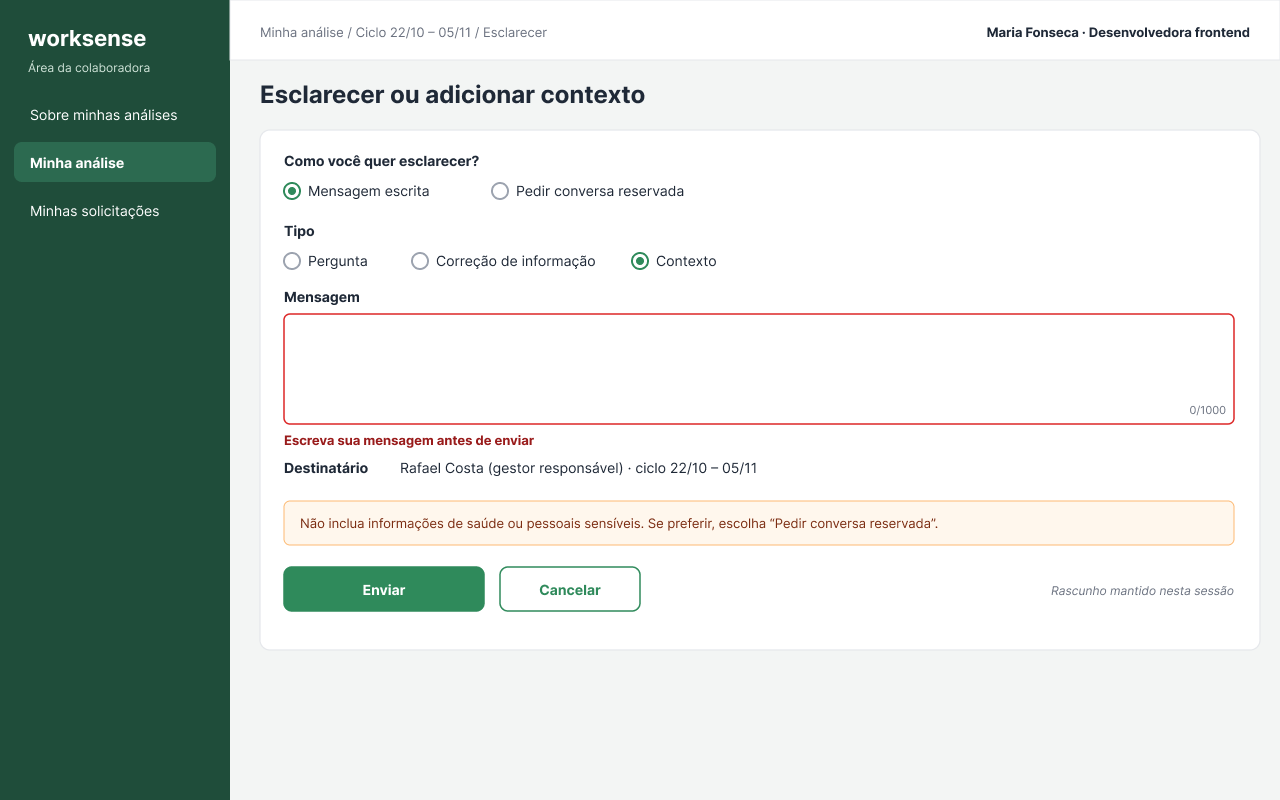 worksense
Área da colaboradora
Sobre minhas análises
Minha análise
Minhas solicitações
Minha análise / Ciclo 22/10 – 05/11 / Esclarecer
Maria Fonseca · Desenvolvedora frontend
Esclarecer ou adicionar contexto
Como você quer esclarecer?
Mensagem escrita
Pedir conversa reservada
Tipo
Pergunta
Correção de informação
Contexto
Mensagem
0/1000
Escreva sua mensagem antes de enviar
Destinatário
Rafael Costa (gestor responsável) · ciclo 22/10 – 05/11
Não inclua informações de saúde ou pessoais sensíveis. Se preferir, escolha “Pedir conversa reservada”.
Enviar
Cancelar
Rascunho mantido nesta sessão